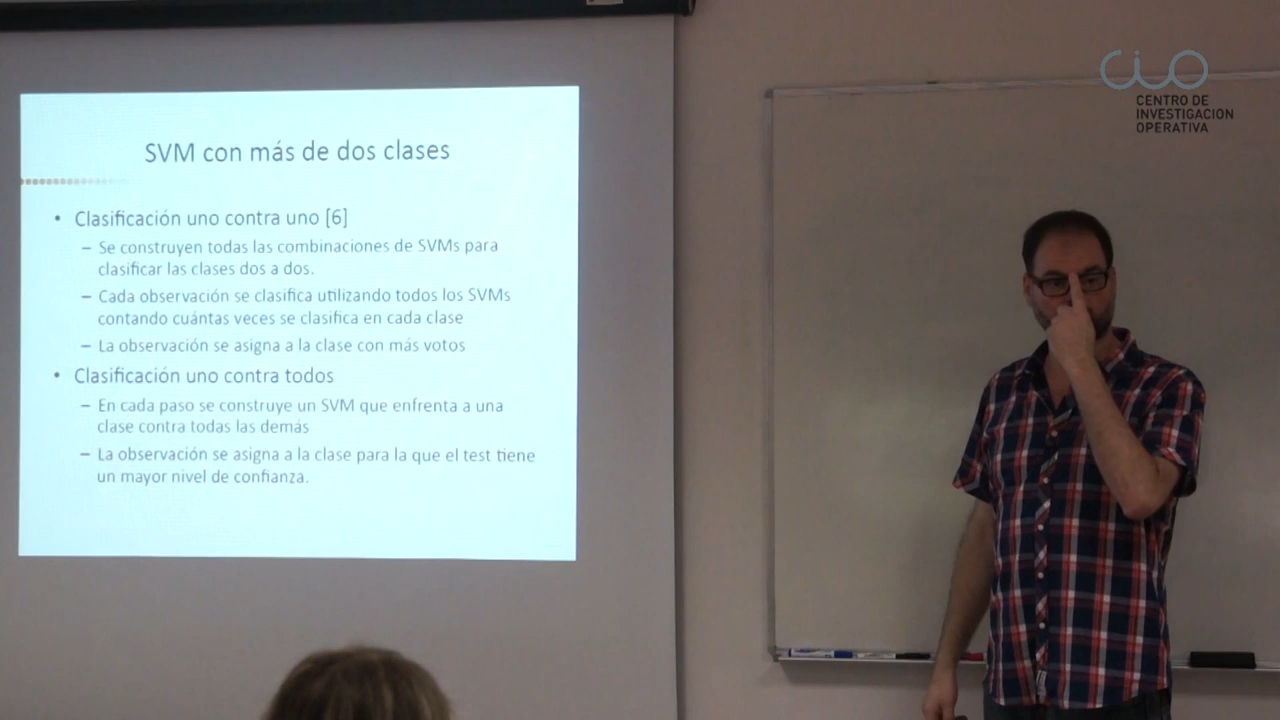 SVM con más de dos clases
• Clasificación uno contra uno [6]
– Se construyen todas las combinaciones de SVMs para
clasificar las clases dos a dos.
– Cada observación se clasifica utilizando todos los SVMs
contando cuántas veces se clasifica en cada clase
– La observación se asigna a la clase con más votos
• Clasificación uno contra todos
– En cada paso se construye un SVM que enfrenta a una
clase contra todas las demás
– La observación se asigna a la clase para la que el test tiene
un mayor nivel de confianza.
CIO
CENTRO DE
INVESTIGACION
OPERATIVA